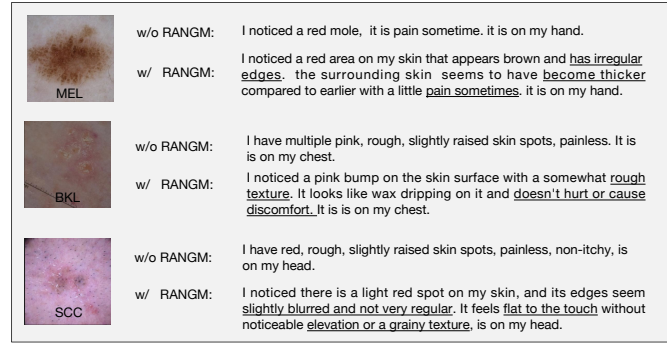 w/o RANGM: I noticed a red mole, it is pain sometime. it is on my hand.
w/ RANGM: I noticed a red area on my skin that appears brown and has irregular
edges. the surrounding skin seems to have become thicker
compared to earlier with a little pain sometimes. it is on my hand.
MEL
w/o RANGM: I have multiple pink, rough, slightly raised skin spots, painless. It is
is on my chest.
w/ RANGM: I noticed a pink bump on the skin surface with a somewhat rough
texture. It looks like wax dripping on it and doesn't hurt or cause
discomfort. It is is on my chest.
BKL
w/o RANGM: I have red, rough, slightly raised skin spots, painless, non-itchy, is
on my head.
w/ RANGM: I noticed there is a light red spot on my skin, and its edges seem
slightly blurred and not very regular. It feels flat to the touch without
noticeable elevation or a grainy texture, is on my head.
SCC